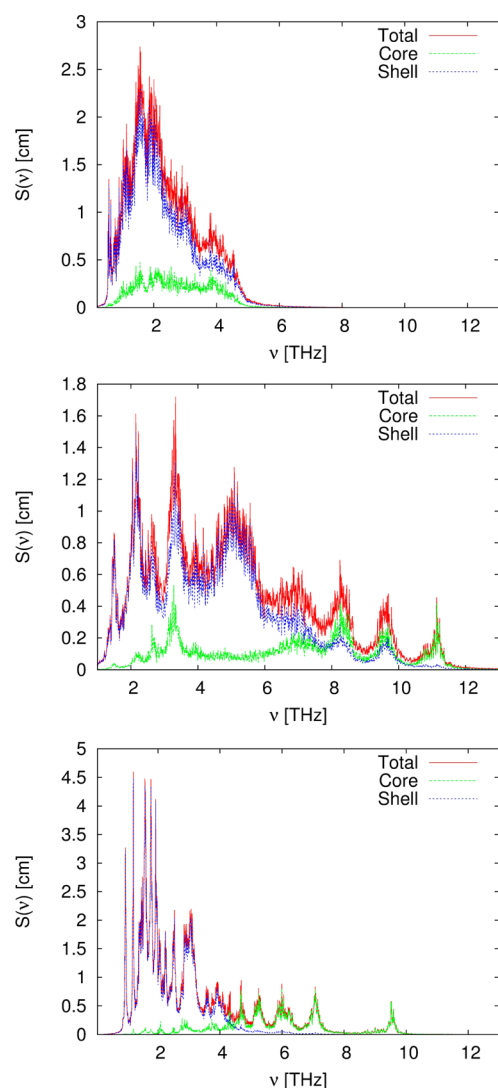 3
2.5
2
1.5
1
0.5
0
S(ν) [cm]
Total
Core
Shell
2 4 6 8 10 12
ν [THz]
1.8
1.6
1.4
1.2
1
0.8
0.6
0.4
0.2
0
S(ν) [cm]
Total
Core
Shell
2 4 6 8 10 12
ν [THz]
5
4.5
4
3.5
3
2.5
2
1.5
1
0.5
0
S(ν) [cm]
Total
Core
Shell
2 4 6 8 10 12
ν [THz]